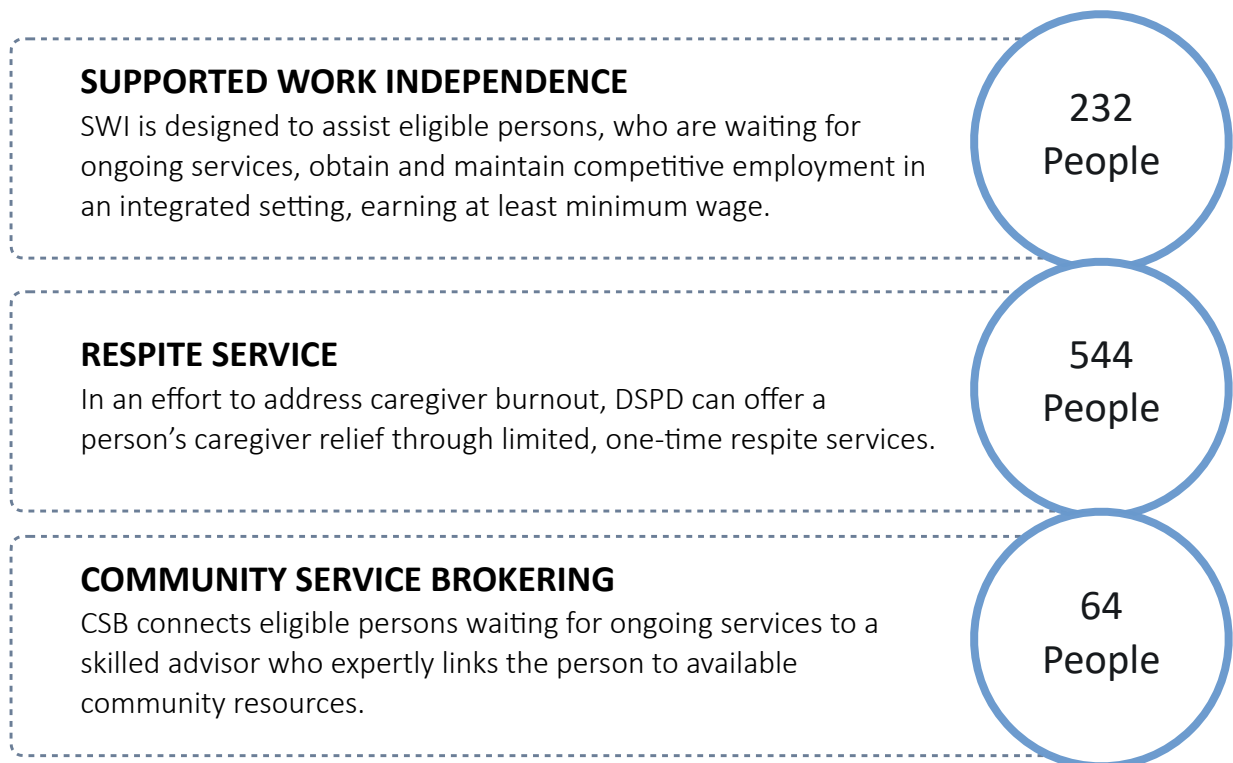 SUPPORTED WORK INDEPENDENCE
SWI is designed to assist eligible persons, who are waiting for
ongoing services, obtain and maintain competitive employment in
an integrated setting, earning at least minimum wage.
232
People
RESPITE SERVICE
In an effort to address caregiver burnout, DSPD can offer a
person’s caregiver relief through limited, one-time respite services.
544
People
COMMUNITY SERVICE BROKERING
CSB connects eligible persons waiting for ongoing services to a
skilled advisor who expertly links the person to available
community resources.
64
People